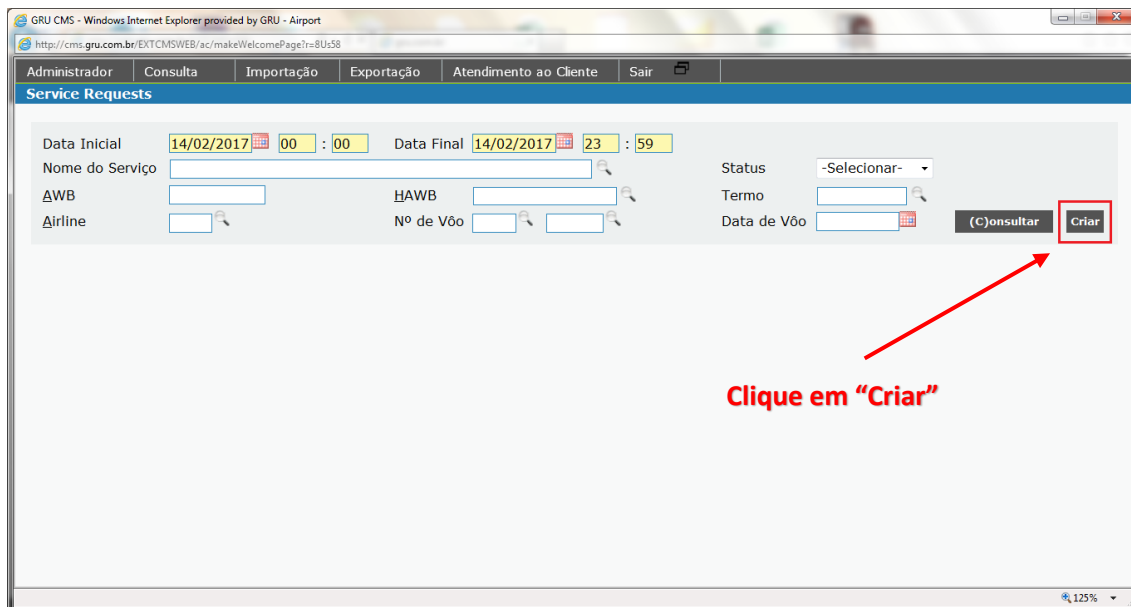 GRU CMS - Windows Internet Explorer provided by GRU - Airport
http://cms.gru.com.br/EXTCMSWEB/ac/makeWelcomePage?r=8Us58
Administrador Consulta Importação Exportação Atendimento ao Cliente Sair
Service Requests
Data Inicial 14/02/2017 00 : 00 Data Final 14/02/2017 23 : 59
Nome do Serviço Status -Selecionar-
AWB HAWB Termo
Airline Nº de Vôo Data de Vôo (C)onsultar Criar
Clique em “Criar”
125%